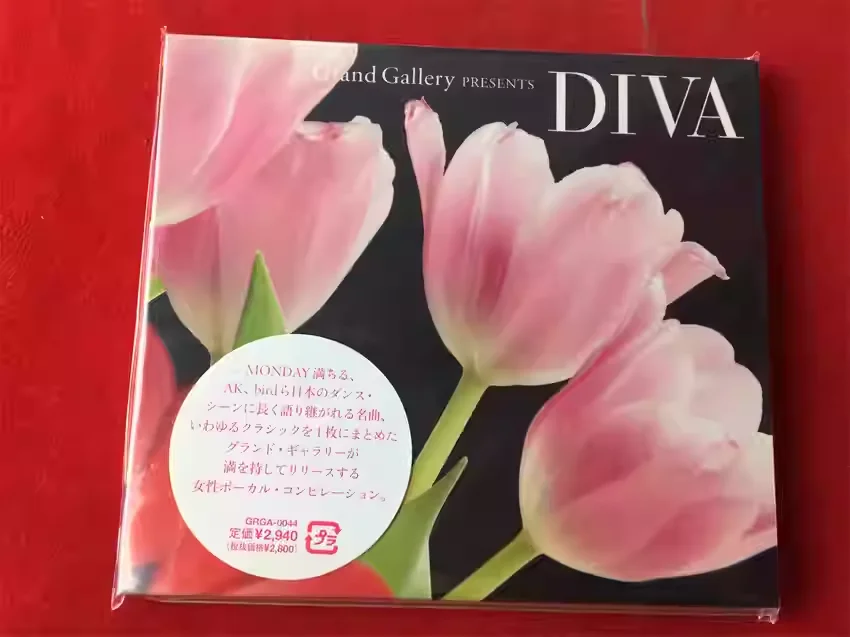 Grand Gallery PRESENTS DIVA
MONDAY満ちる、
AK、birdら日本のダンス・
シーンに長く語り継がれる名曲、
いわゆるクラシックを1枚にまとめた
グランド・ギャラリーが
満を持してリリースする
女性ボーカル・コンピレーション。
GRGA-0044
定価¥2,940
(税抜価格¥2,800)
プラ